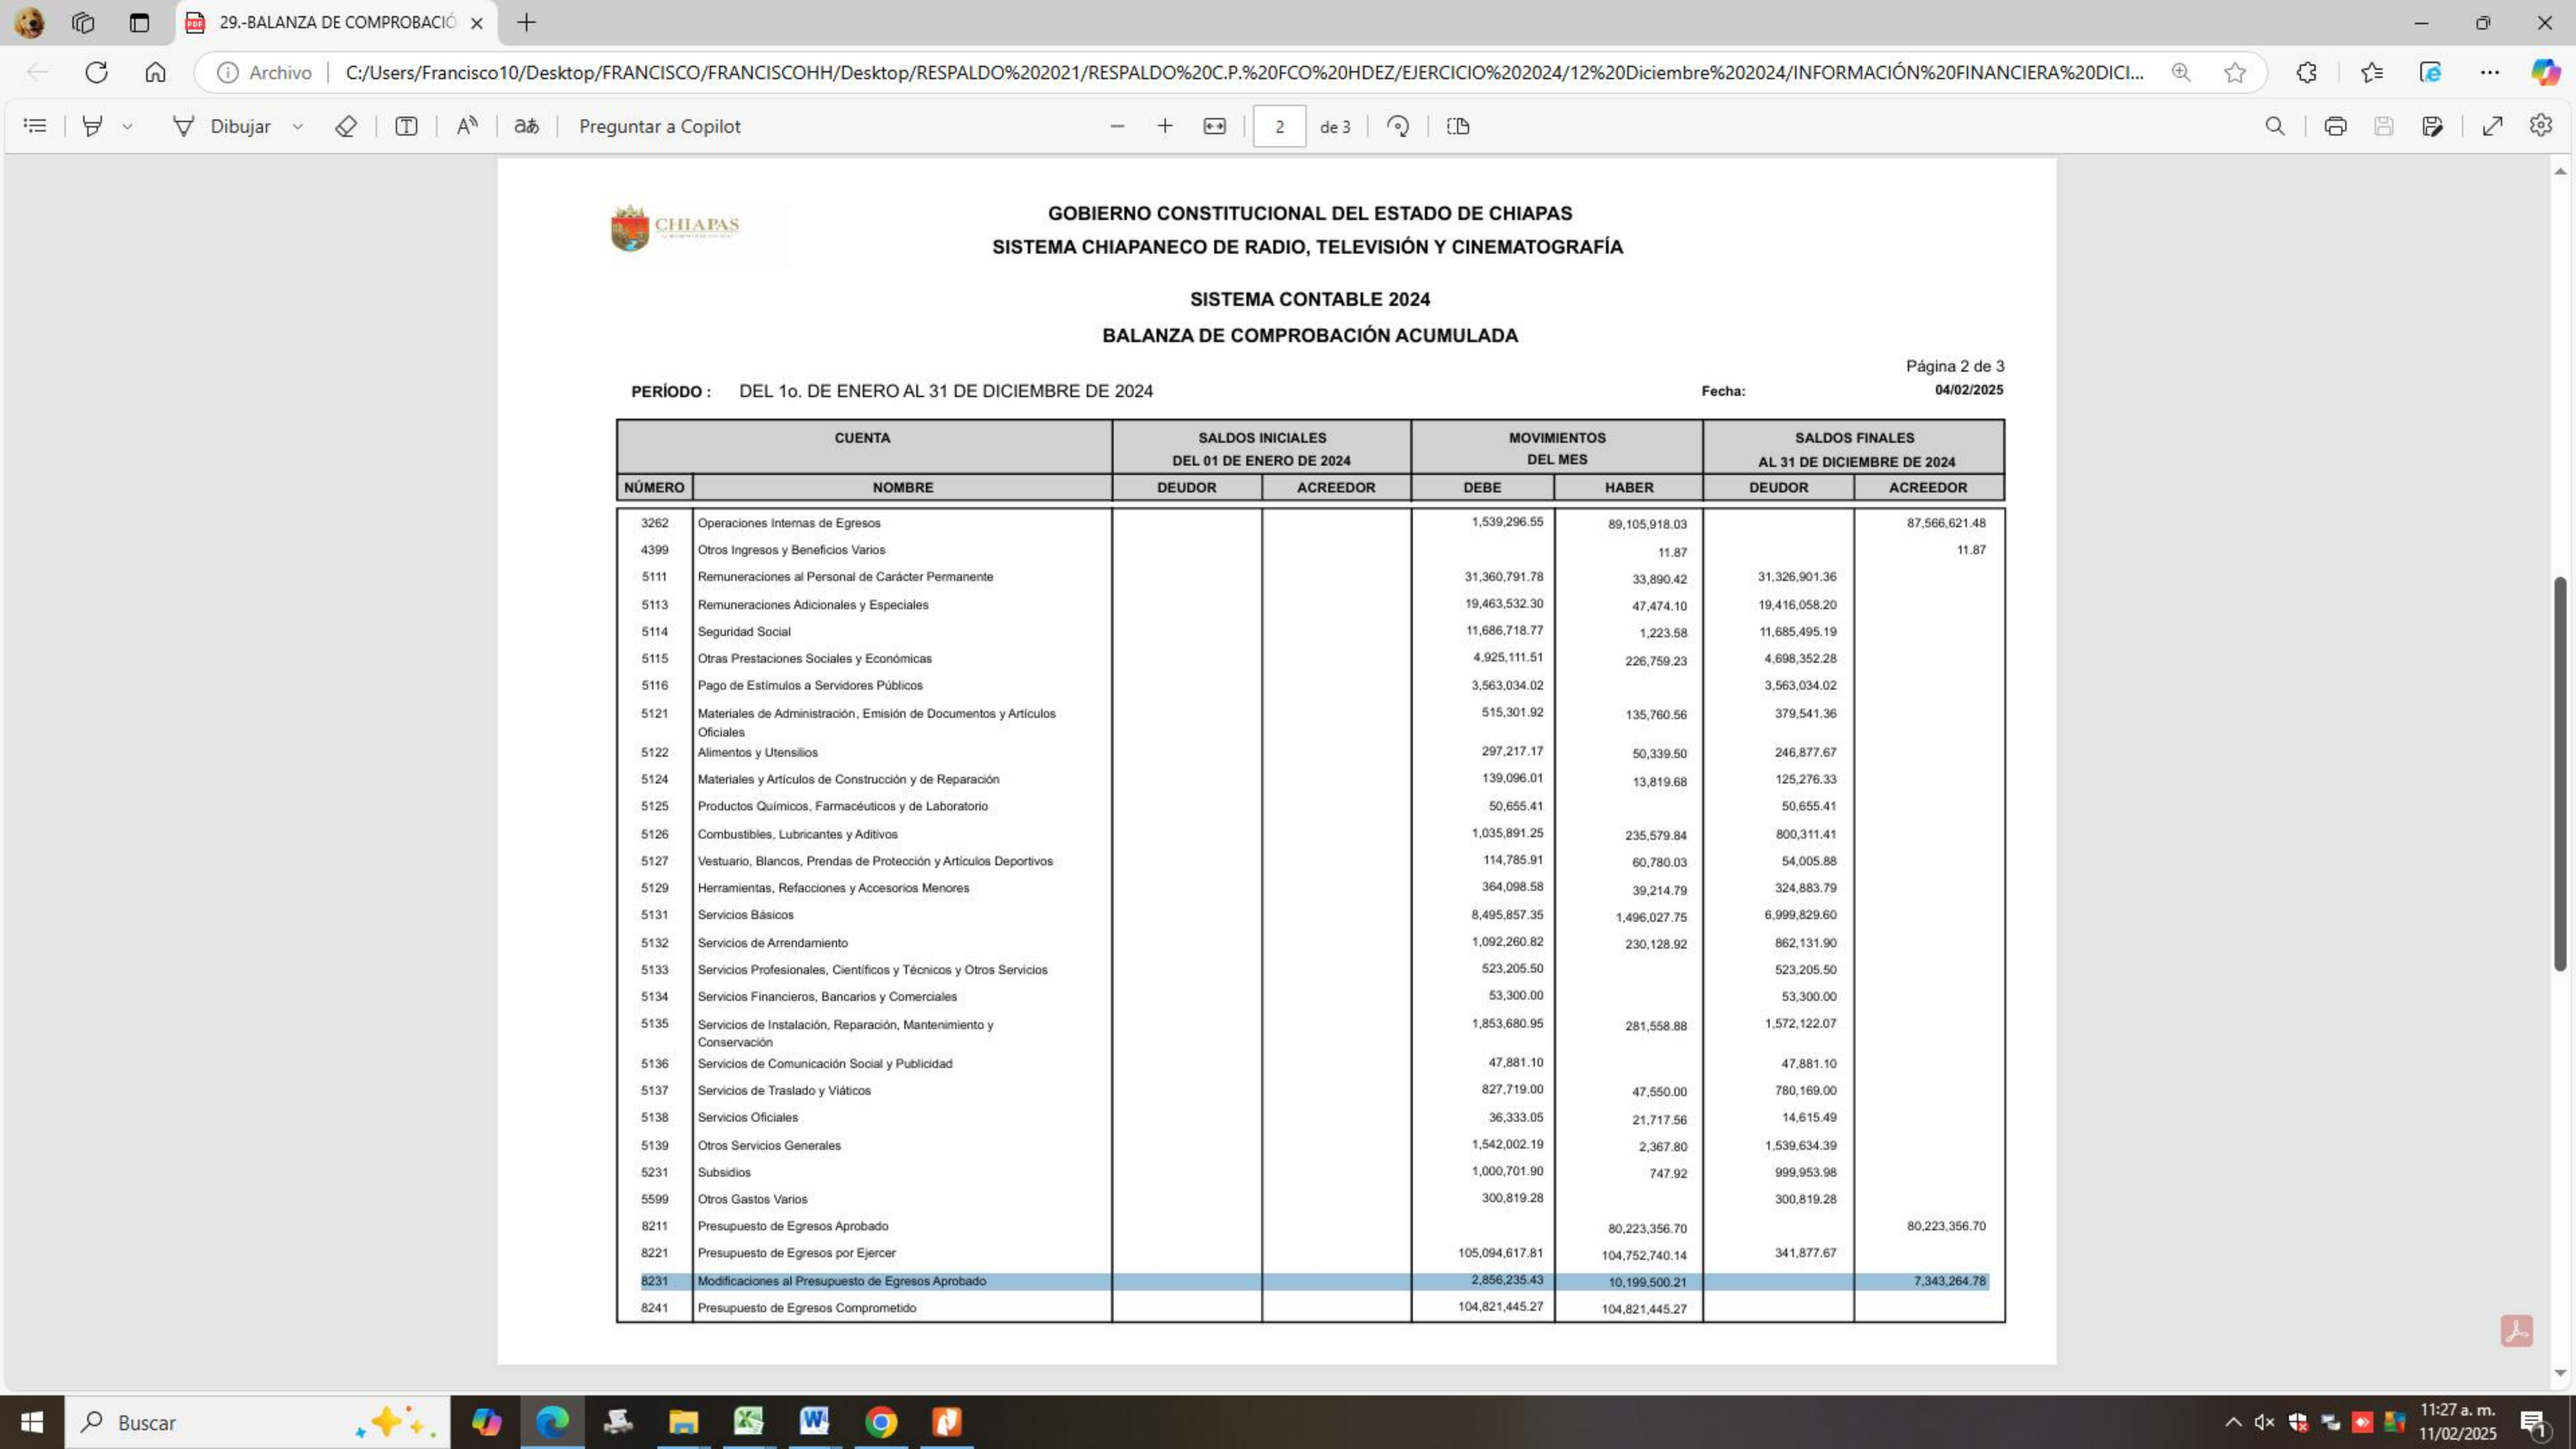 29.-BALANZA DE COMPROBACIÓ
Archivo C:/Users/Francisco10/Desktop/FRANCISCO/FRANCISCOHH/Desktop/RESPALDO%202021/RESPALDO%20C.P.%20FCO%20HDEZ/EJERCICIO%202024/12%20Diciembre%202024/INFORMACIÓN%20FINANCIERA%20DICI...
Dibujar Preguntar a Copilot 2 de 3
CHIAPAS
GOBIERNO CONSTITUCIONAL DEL ESTADO DE CHIAPAS
SISTEMA CHIAPANECO DE RADIO, TELEVISIÓN Y CINEMATOGRAFÍA
SISTEMA CONTABLE 2024
BALANZA DE COMPROBACIÓN ACUMULADA
Página 2 de 3
PERÍODO : DEL 1o. DE ENERO AL 31 DE DICIEMBRE DE 2024 Fecha: 04/02/2025
CUENTA SALDOS INICIALES MOVIMIENTOS SALDOS FINALES
DEL 01 DE ENERO DE 2024 DEL MES AL 31 DE DICIEMBRE DE 2024
NÚMERO NOMBRE DEUDOR ACREEDOR DEBE HABER DEUDOR ACREEDOR
3262 Operaciones Internas de Egresos 1,539,296.55 89,105,918.03 87,566,621.48
4399 Otros Ingresos y Beneficios Varios 11.87 11.87
5111 Remuneraciones al Personal de Carácter Permanente 31,360,791.78 33,890.42 31,326,901.36
5113 Remuneraciones Adicionales y Especiales 19,463,532.30 47,474.10 19,416,058.20
5114 Seguridad Social 11,686,718.77 1,223.58 11,685,495.19
5115 Otras Prestaciones Sociales y Económicas 4,925,111.51 226,759.23 4,698,352.28
5116 Pago de Estímulos a Servidores Públicos 3,563,034.02 3,563,034.02
5121 Materiales de Administración, Emisión de Documentos y Artículos 515,301.92 135,760.56 379,541.36
Oficiales
5122 Alimentos y Utensilios 297,217.17 50,339.50 246,877.67
5124 Materiales y Artículos de Construcción y de Reparación 139,096.01 13,819.68 125,276.33
5125 Productos Químicos, Farmacéuticos y de Laboratorio 50,655.41 50,655.41
5126 Combustibles, Lubricantes y Aditivos 1,035,891.25 235,579.84 800,311.41
5127 Vestuario, Blancos, Prendas de Protección y Artículos Deportivos 114,785.91 60,780.03 54,005.88
5129 Herramientas, Refacciones y Accesorios Menores 364,098.58 39,214.79 324,883.79
5131 Servicios Básicos 8,495,857.35 1,496,027.75 6,999,829.60
5132 Servicios de Arrendamiento 1,092,260.82 230,128.92 862,131.90
5133 Servicios Profesionales, Científicos y Técnicos y Otros Servicios 523,205.50 523,205.50
5134 Servicios Financieros, Bancarios y Comerciales 53,300.00 53,300.00
5135 Servicios de Instalación, Reparación, Mantenimiento y 1,853,680.95 281,558.88 1,572,122.07
Conservación
5136 Servicios de Comunicación Social y Publicidad 47,881.10 47,881.10
5137 Servicios de Traslado y Viáticos 827,719.00 47,550.00 780,169.00
5138 Servicios Oficiales 36,333.05 21,717.56 14,615.49
5139 Otros Servicios Generales 1,542,002.19 2,367.80 1,539,634.39
5231 Subsidios 1,000,701.90 747.92 999,953.98
5599 Otros Gastos Varios 300,819.28 300,819.28
8211 Presupuesto de Egresos Aprobado 80,223,356.70 80,223,356.70
8221 Presupuesto de Egresos por Ejercer 105,094,617.81 104,752,740.14 341,877.67
8231 Modificaciones al Presupuesto de Egresos Aprobado 2,856,235.43 10,199,500.21 7,343,264.78
8241 Presupuesto de Egresos Comprometido 104,821,445.27 104,821,445.27
Buscar
11:27 a. m.
11/02/2025